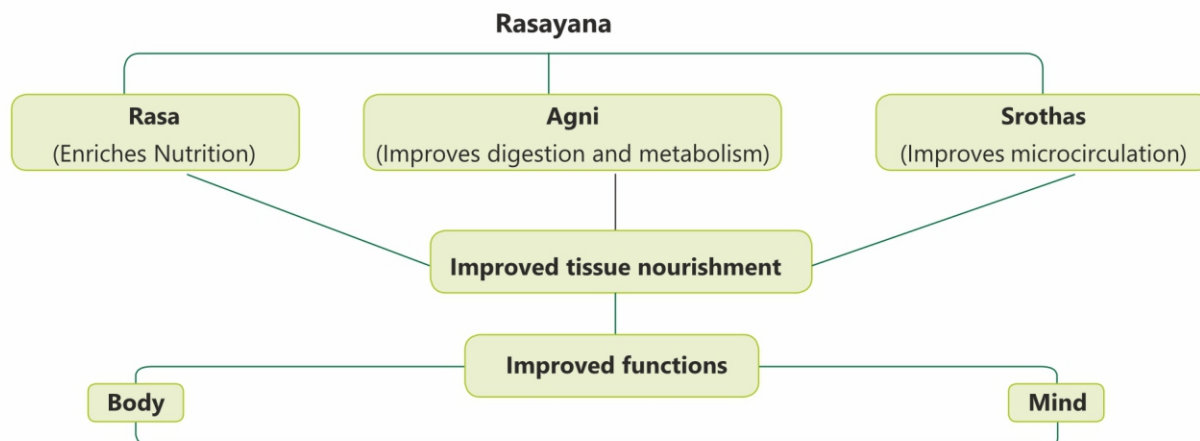 Rasayana
Rasa
(Enriches Nutrition)
Agni
(Improves digestion and metabolism)
Srothas
(Improves microcirculation)
Improved tissue nourishment
Improved functions
Body
Mind